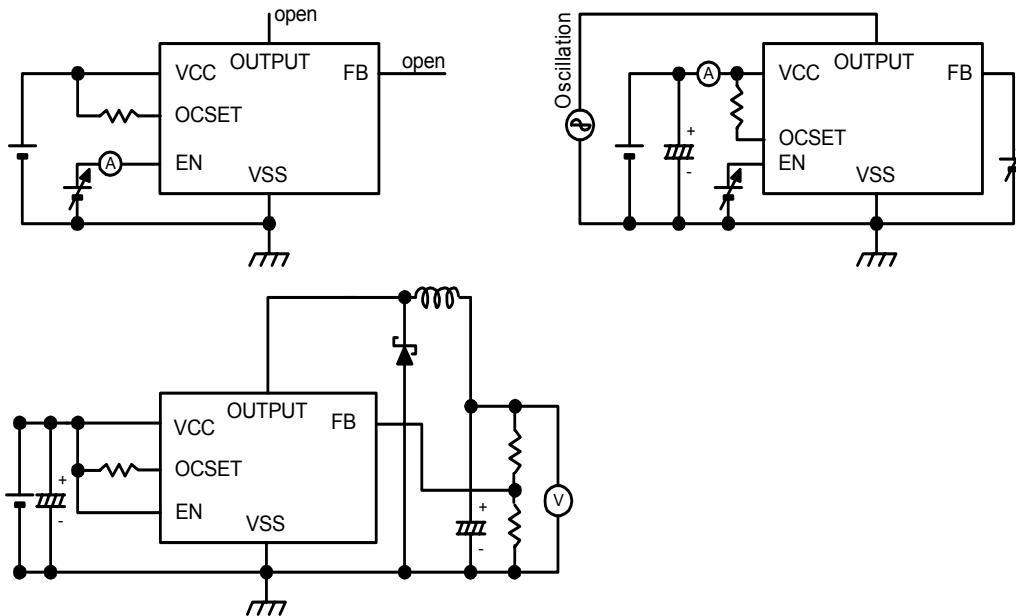 open
OUTPUT
VCC
FB
open
OCSET
A
EN
VSS
Oscillation
OUTPUT
A
VCC
FB
+
OCSET
-
EN
VSS
OUTPUT
VCC
FB
OCSET
+
-
EN
VSS
+
-
V